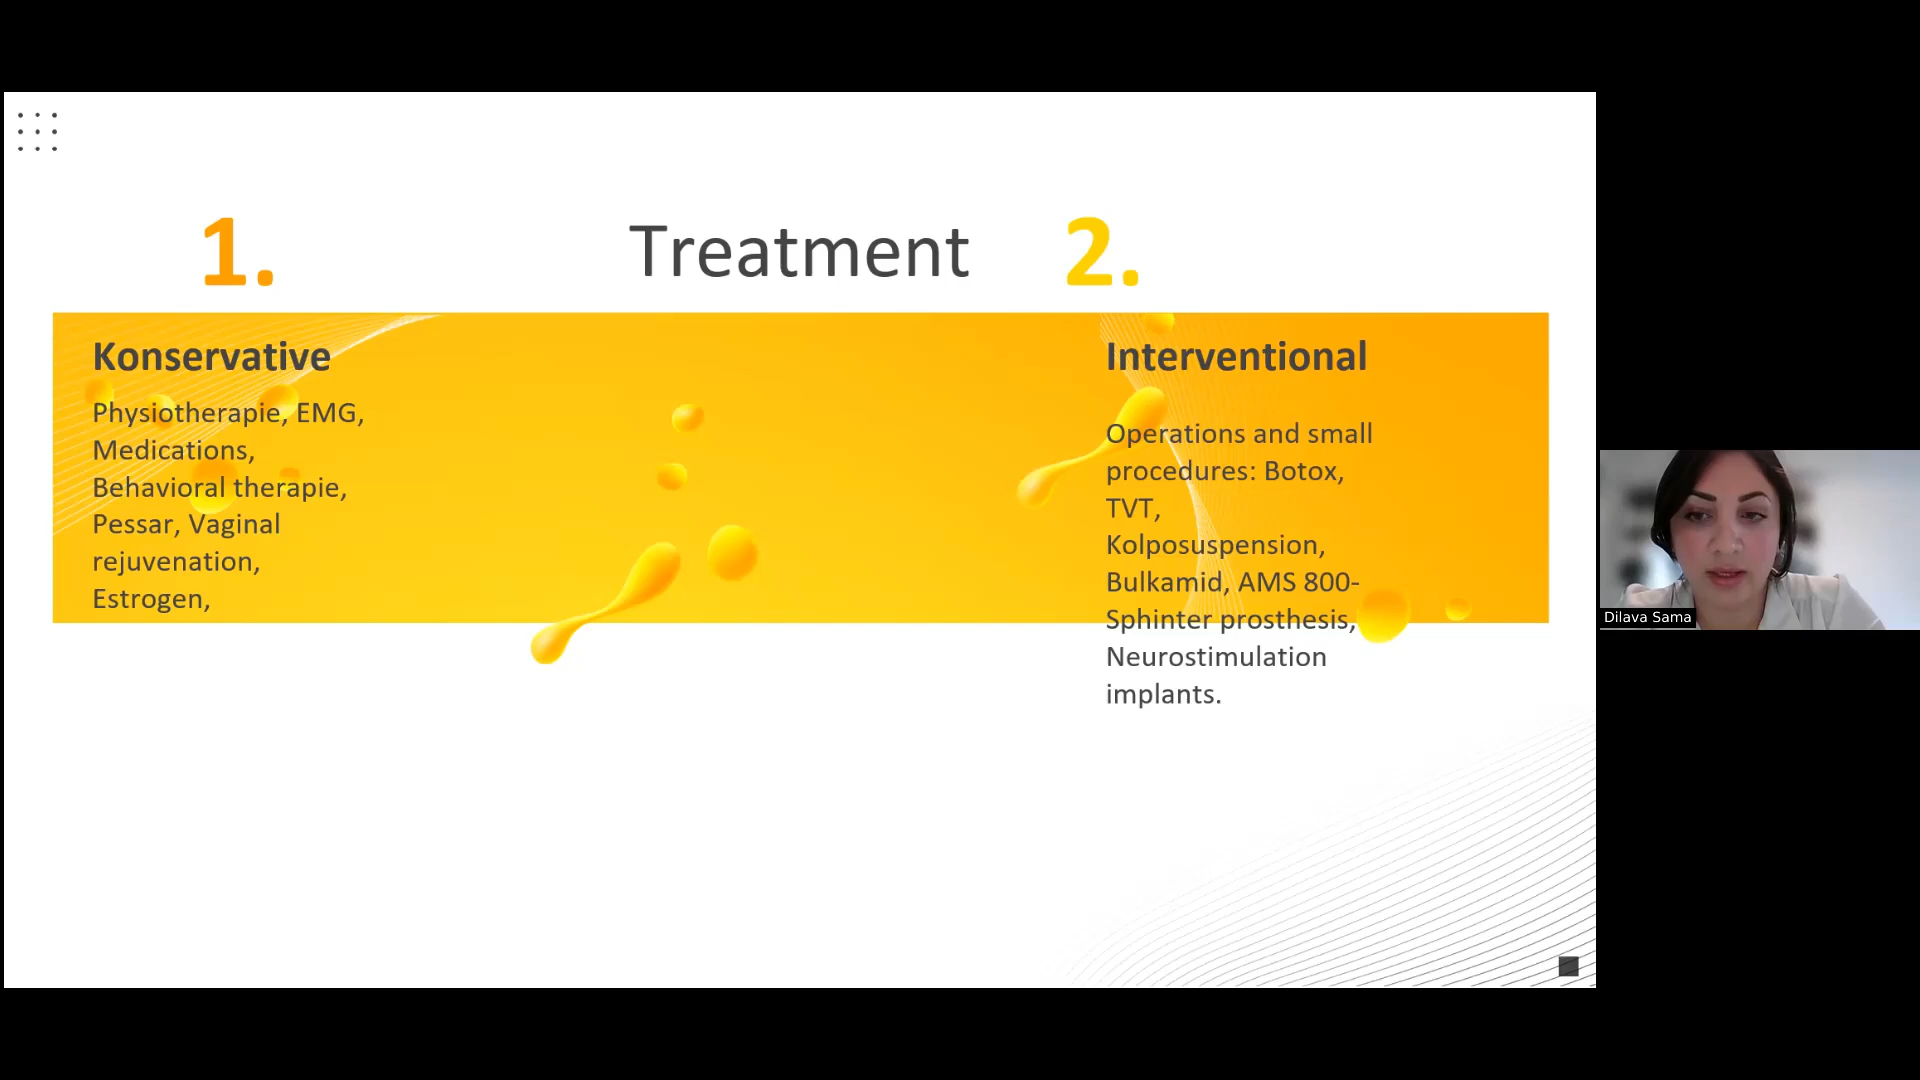 1.
Treatment
2.
Konservative
Physiotherapie, EMG,
Medications,
Behavioral therapie,
Pessar, Vaginal
rejuvenation,
Estrogen,
Interventional
Operations and small
procedures: Botox,
TVT,
Kolposuspension,
Bulkamid, AMS 800-
Sphinter prosthesis,
Neurostimulation
implants.
Dilava Sama